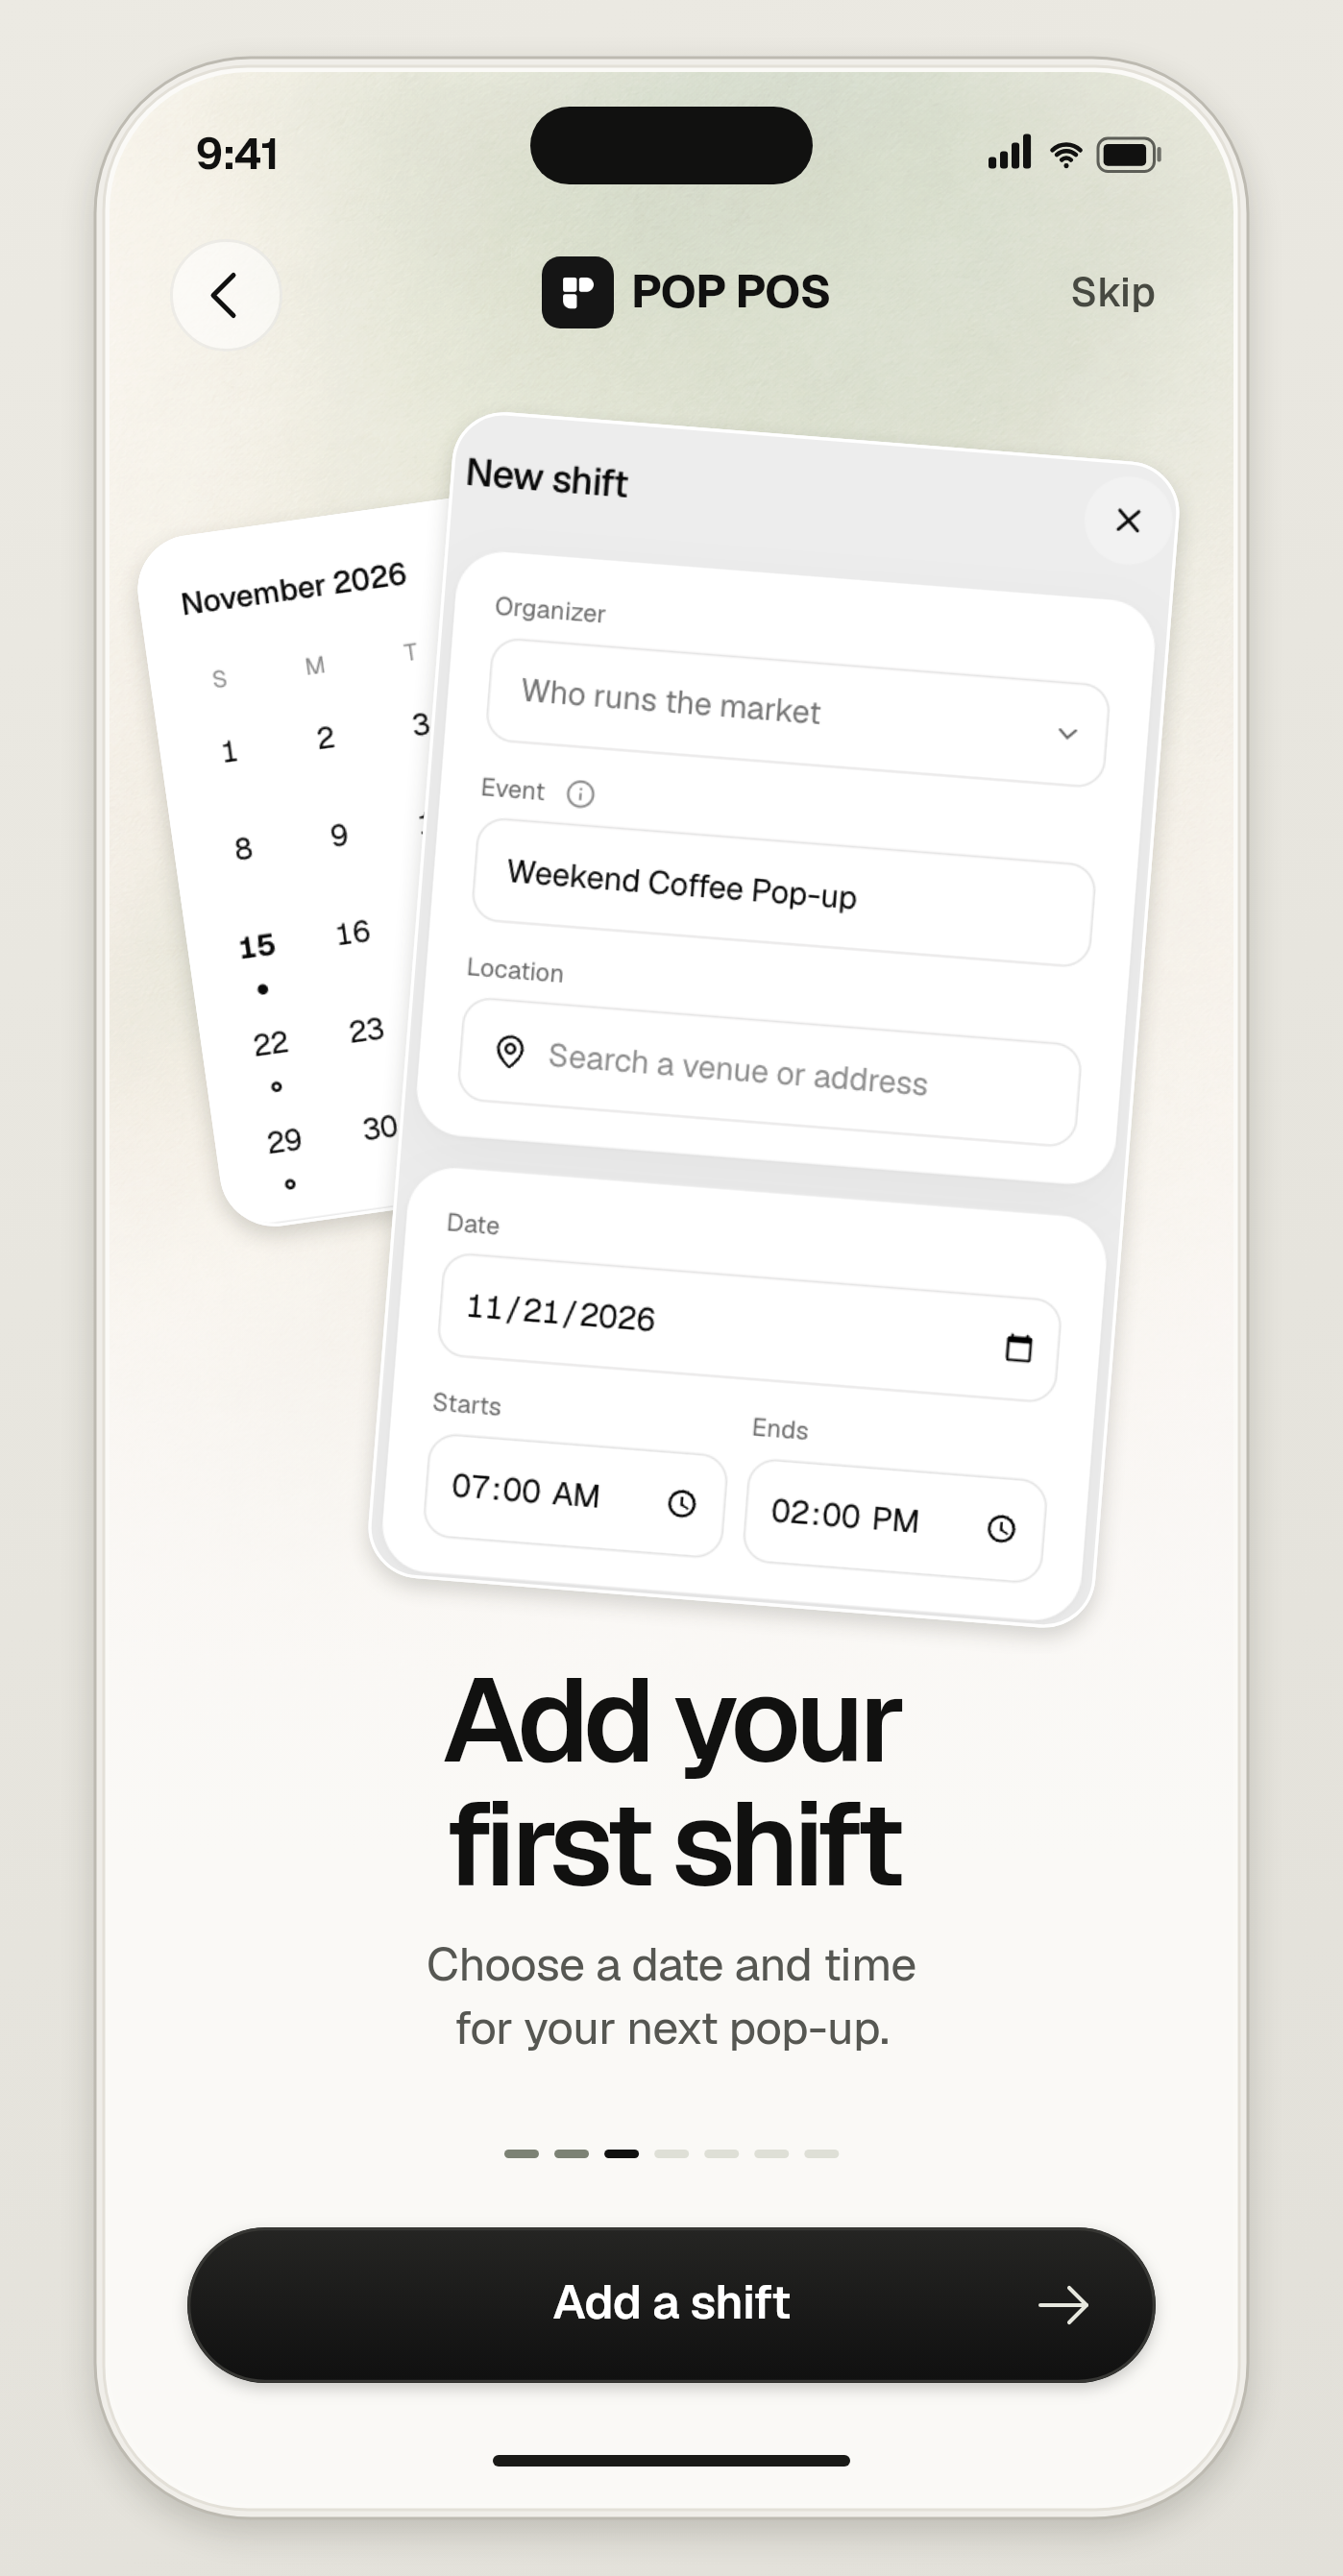 9:41
POP POS
Skip
New shift
November 2026
S M T
1 2 3
8 9
15 16
22 23
29 30
Organizer
Who runs the market
Event
Weekend Coffee Pop-up
Location
Search a venue or address
Date
11/21/2026
Starts Ends
07:00 AM 02:00 PM
Add your
first shift
Choose a date and time
for your next pop-up.
Add a shift